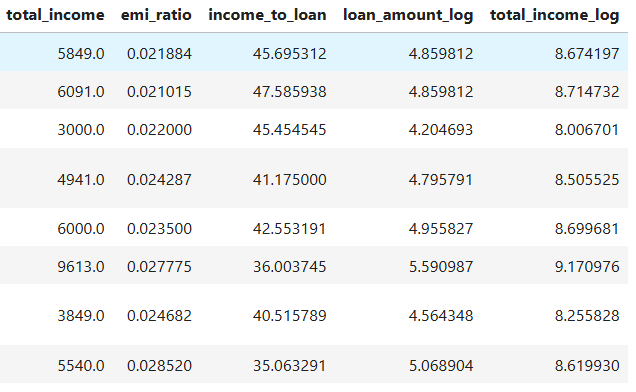 total_income emi_ratio income_to_loan loan_amount_log total_income_log
5849.0 0.021884 45.695312 4.859812 8.674197
6091.0 0.021015 47.585938 4.859812 8.714732
3000.0 0.022000 45.454545 4.204693 8.006701
4941.0 0.024287 41.175000 4.795791 8.505525
6000.0 0.023500 42.553191 4.955827 8.699681
9613.0 0.027775 36.003745 5.590987 9.170976
3849.0 0.024682 40.515789 4.564348 8.255828
5540.0 0.028520 35.063291 5.068904 8.619930